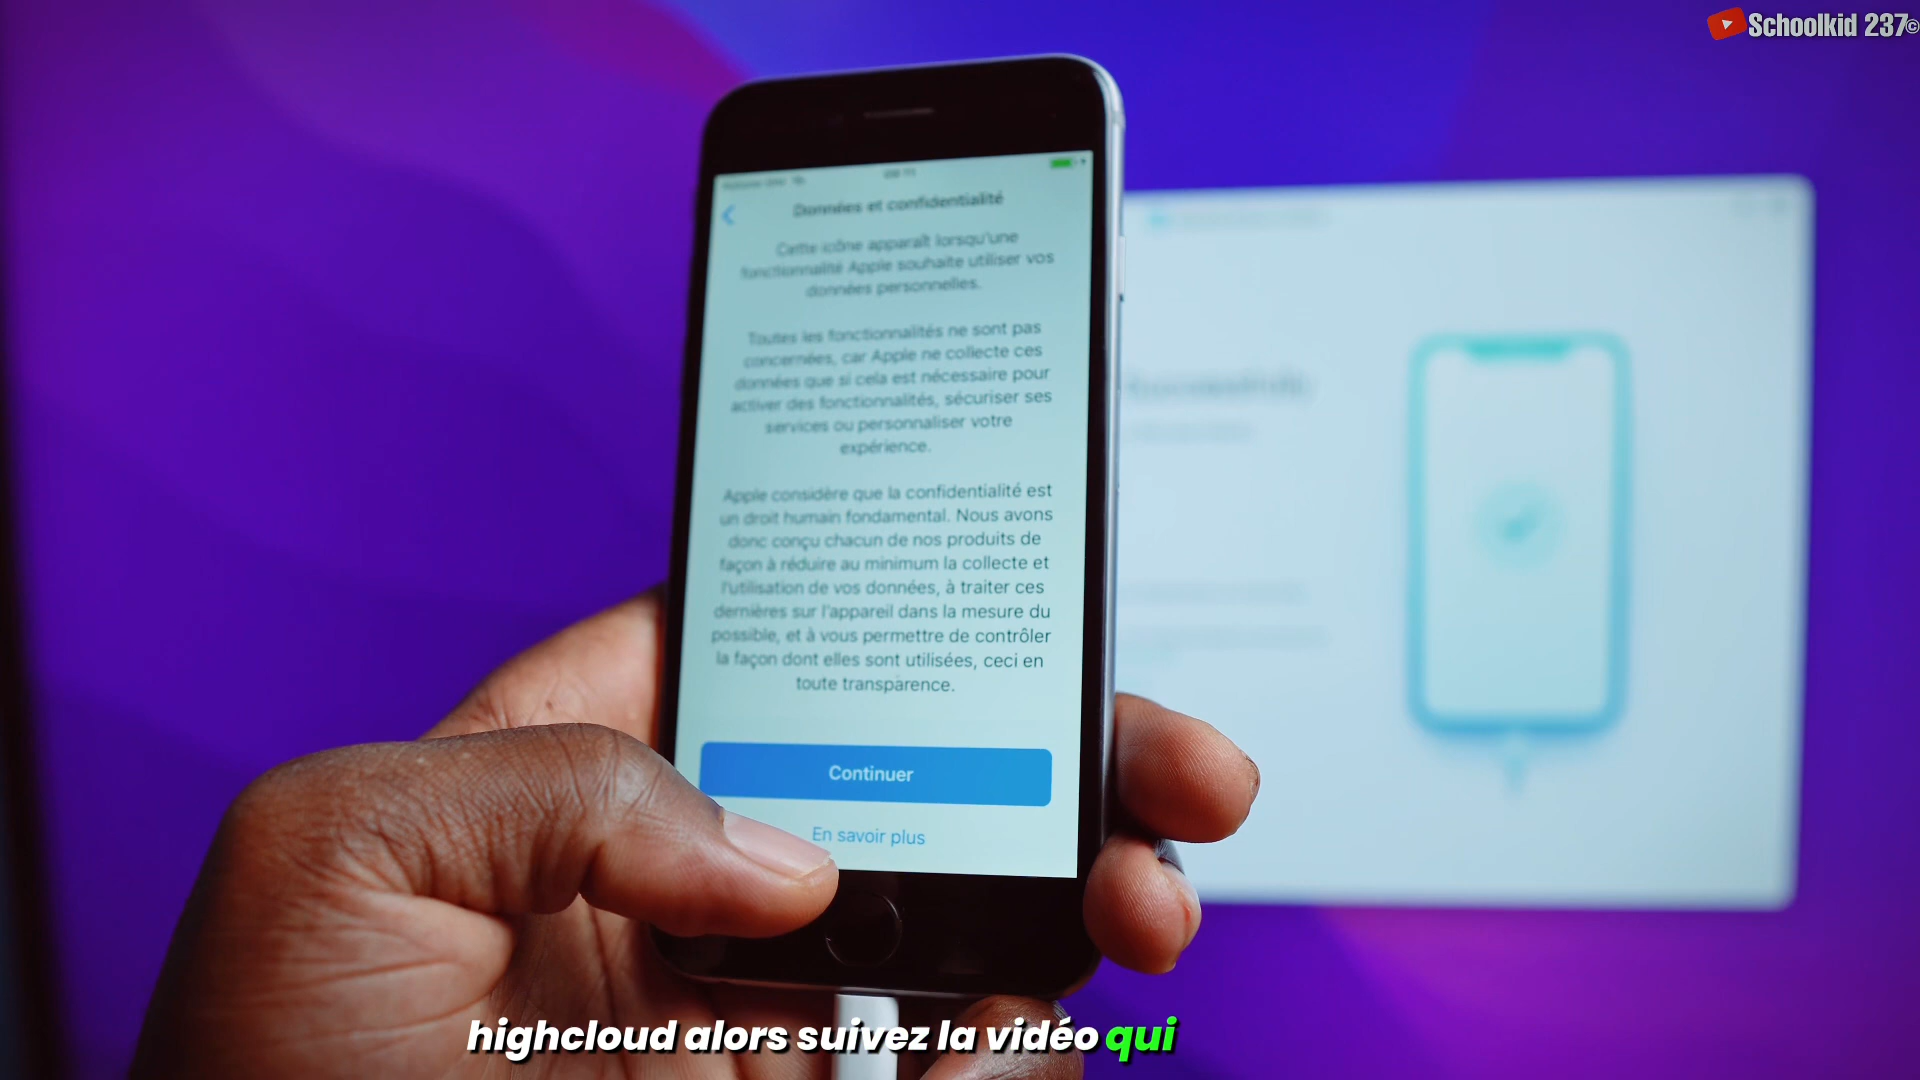 Schoolkid 237©
Données et confidentialité
Cette icône apparaît lorsqu'une
fonctionnalité Apple souhaite utiliser vos
données personnelles.
Toutes les fonctionnalités ne sont pas
concernées, car Apple ne collecte ces
données que si cela est nécessaire pour
activer des fonctionnalités, sécuriser ses
services ou personnaliser votre
expérience.
Apple considère que la confidentialité est
un droit humain fondamental. Nous avons
donc conçu chacun de nos produits de
façon à réduire au minimum la collecte et
l'utilisation de vos données, à traiter ces
dernières sur l'appareil dans la mesure du
possible, et à vous permettre de contrôler
la façon dont elles sont utilisées, ceci en
toute transparence.
Continuer
En savoir plus
highcloud alors suivez la vidéo qui